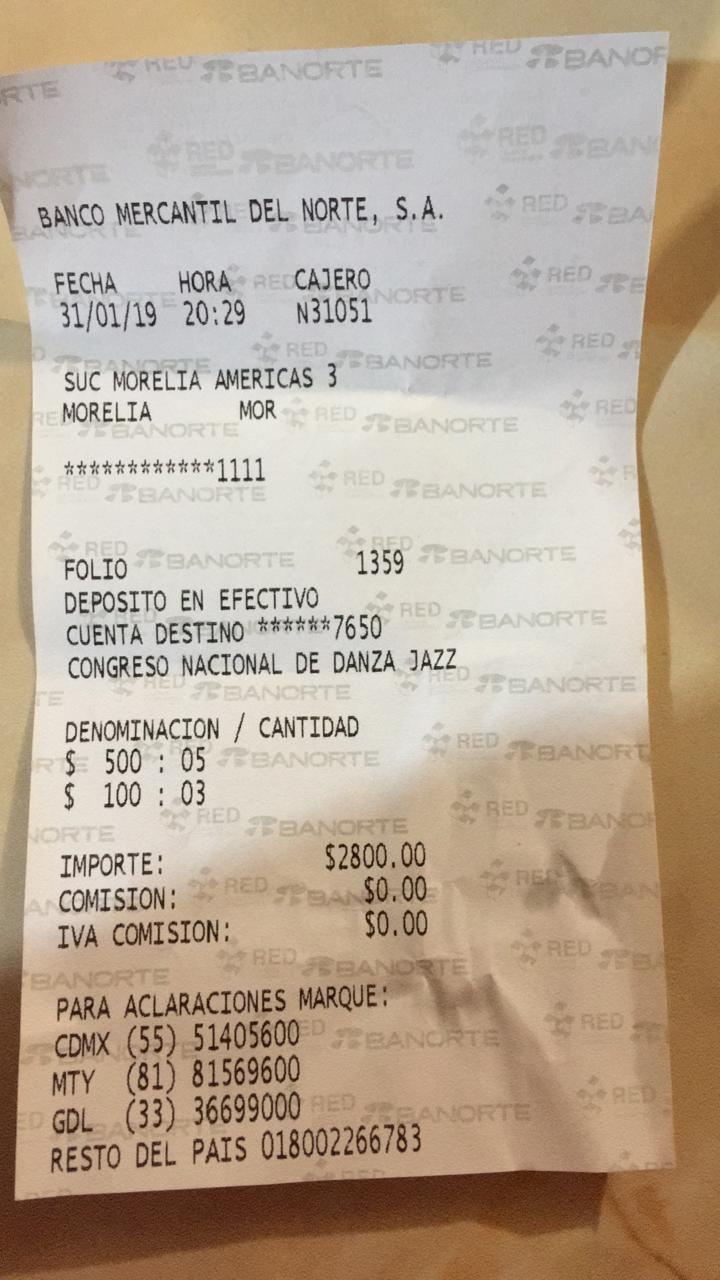 BANCO MERCANTIL DEL NORTE, S.A.
FECHA HORA CAJERO
31/01/19 20:29 N31051
SUC MORELIA AMERICAS 3
MORELIA MOR
************1111
FOLIO 1359
DEPOSITO EN EFECTIVO
CUENTA DESTINO ******7650
CONGRESO NACIONAL DE DANZA JAZZ
DENOMINACION / CANTIDAD
$ 500 : 05
$ 100 : 03
IMPORTE: $2800.00
COMISION: $0.00
IVA COMISION: $0.00
PARA ACLARACIONES MARQUE:
CDMX (55) 51405600
MTY (81) 81569600
GDL (33) 36699000
RESTO DEL PAIS 018002266783